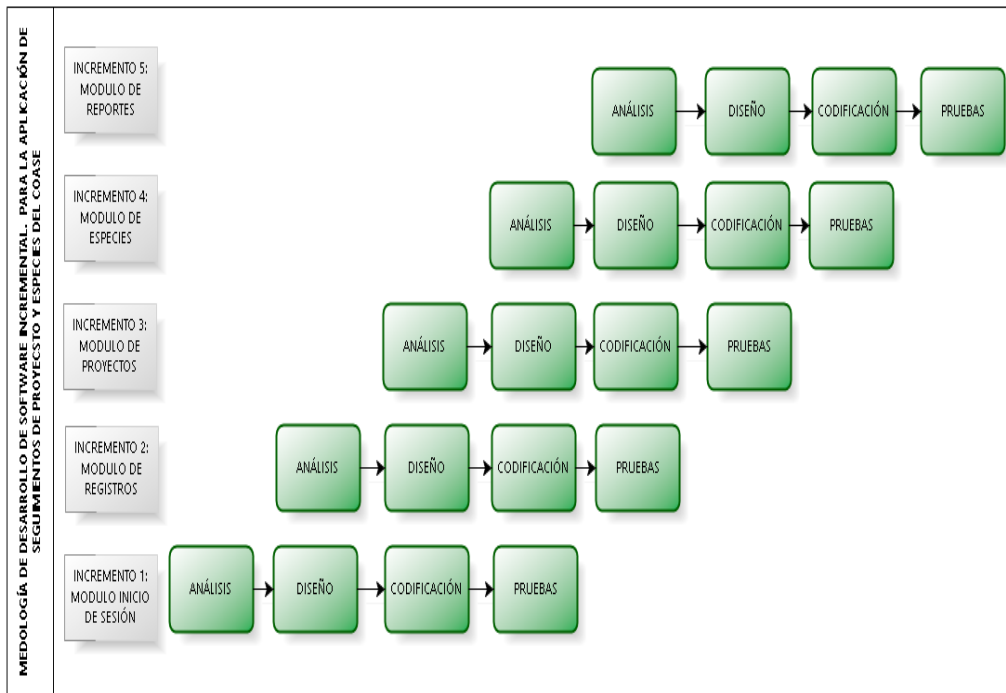 MEDOLOGÍA DE DESARROLLO DE SOFTWARE INCREMENTAL. PARA LA APLICACIÓN DE
SEGUIMIENTOS DE PROYECSTO Y ESPECIES DEL COASE
INCREMENTO 5:
MODULO DE
REPORTES
ANÁLISIS
DISEÑO
CODIFICACIÓN
PRUEBAS
INCREMENTO 4:
MODULO DE
ESPECIES
ANÁLISIS
DISEÑO
CODIFICACIÓN
PRUEBAS
INCREMENTO 3:
MODULO DE
PROYECTOS
ANÁLISIS
DISEÑO
CODIFICACIÓN
PRUEBAS
INCREMENTO 2:
MODULO DE
REGISTROS
ANÁLISIS
DISEÑO
CODIFICACIÓN
PRUEBAS
INCREMENTO 1:
MODULO INICIO
DE SESIÓN
ANÁLISIS
DISEÑO
CODIFICACIÓN
PRUEBAS